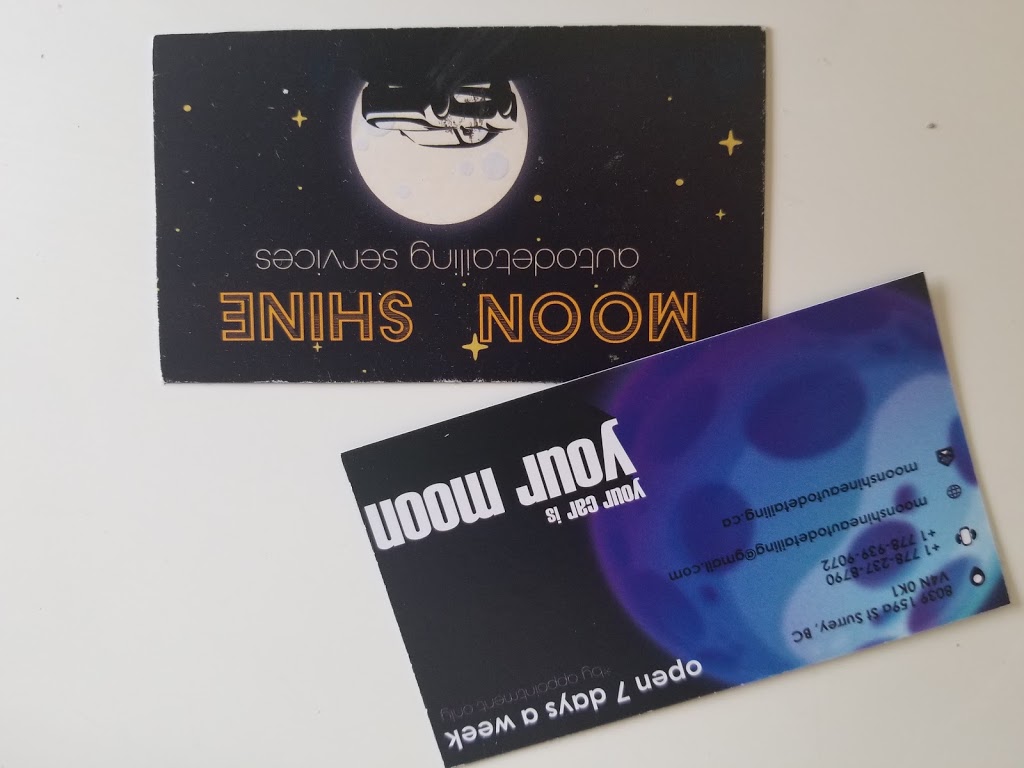 MOON SHINE
autodetailing services
open 7 days a week
*by appointment only
8039 159a St Surrey, BC
V4N 0K1
+1 778-237-8790
+1 778-939-9072
moonshineautodetailing@gmail.com
moonshineautodetailing.ca
your car is
your moon